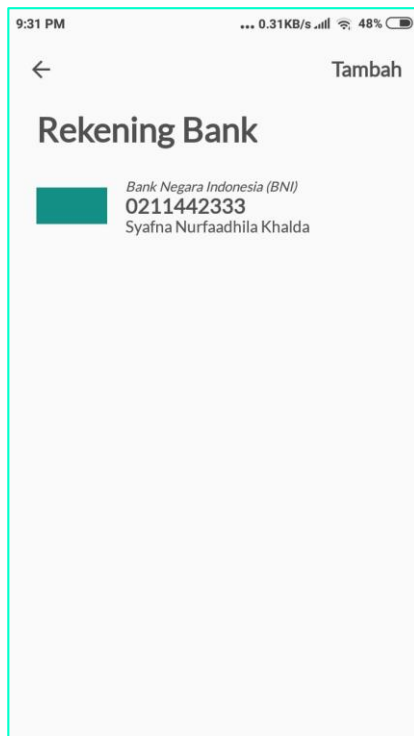 9:31 PM ... 0.31KB/s 48%
Tambah
Rekening Bank
Bank Negara Indonesia (BNI)
0211442333
Syafna Nurfaadhila Khalda